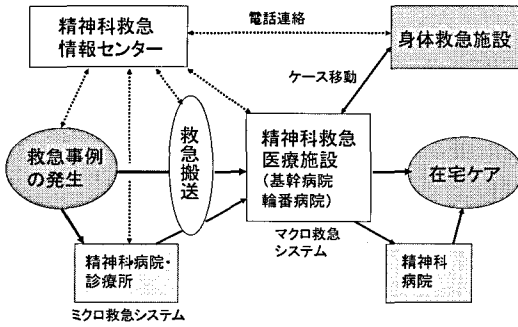 精神科救急
情報センター
電話連絡
身体救急施設
ケース移動
救急事例
の発生
救急搬送
精神科救急
医療施設
(基幹病院
輪番病院)
在宅ケア
マクロ救急
システム
精神科病院・
診療所
ミクロ救急システム
精神科
病院